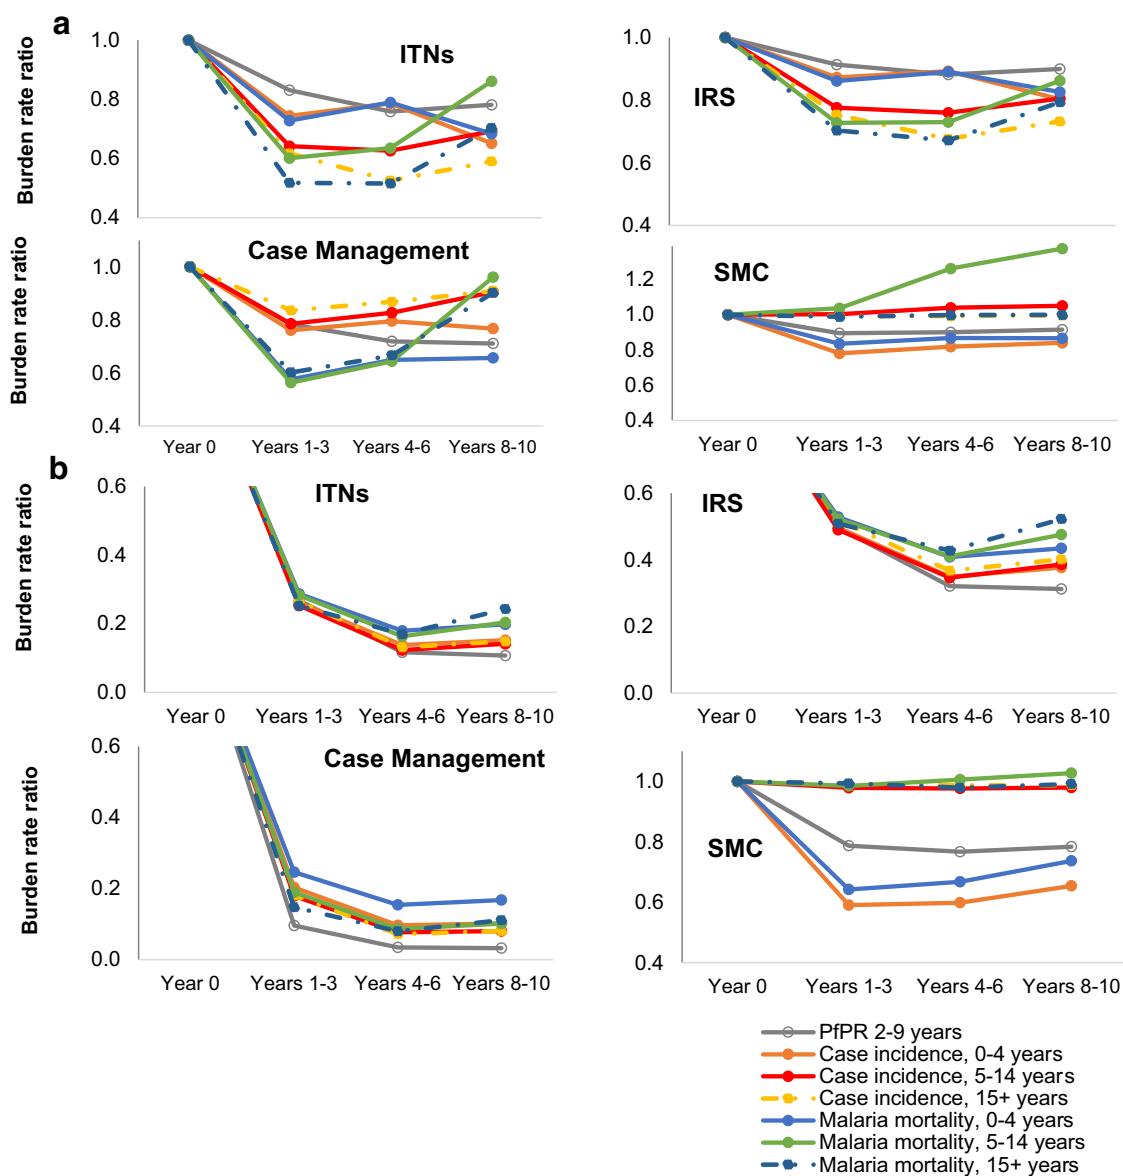 a
ITNs
Burden rate ratio
1.0
0.8
0.6
0.4
IRS
1.0
0.8
0.6
0.4
Case Management
Burden rate ratio
1.0
0.8
0.6
0.4
Year 0 Years 1-3 Years 4-6 Years 8-10
SMC
1.2
1.0
0.8
0.6
0.4
Year 0 Years 1-3 Years 4-6 Years 8-10
b
ITNs
Burden rate ratio
0.6
0.4
0.2
0.0
Year 0 Years 1-3 Years 4-6 Years 8-10
IRS
0.6
0.4
0.2
0.0
Year 0 Years 1-3 Years 4-6 Years 8-10
Case Management
Burden rate ratio
0.6
0.4
0.2
0.0
Year 0 Years 1-3 Years 4-6 Years 8-10
SMC
1.0
0.8
0.6
0.4
Year 0 Years 1-3 Years 4-6 Years 8-10
PfPR 2-9 years
Case incidence, 0-4 years
Case incidence, 5-14 years
Case incidence, 15+ years
Malaria mortality, 0-4 years
Malaria mortality, 5-14 years
Malaria mortality, 15+ years